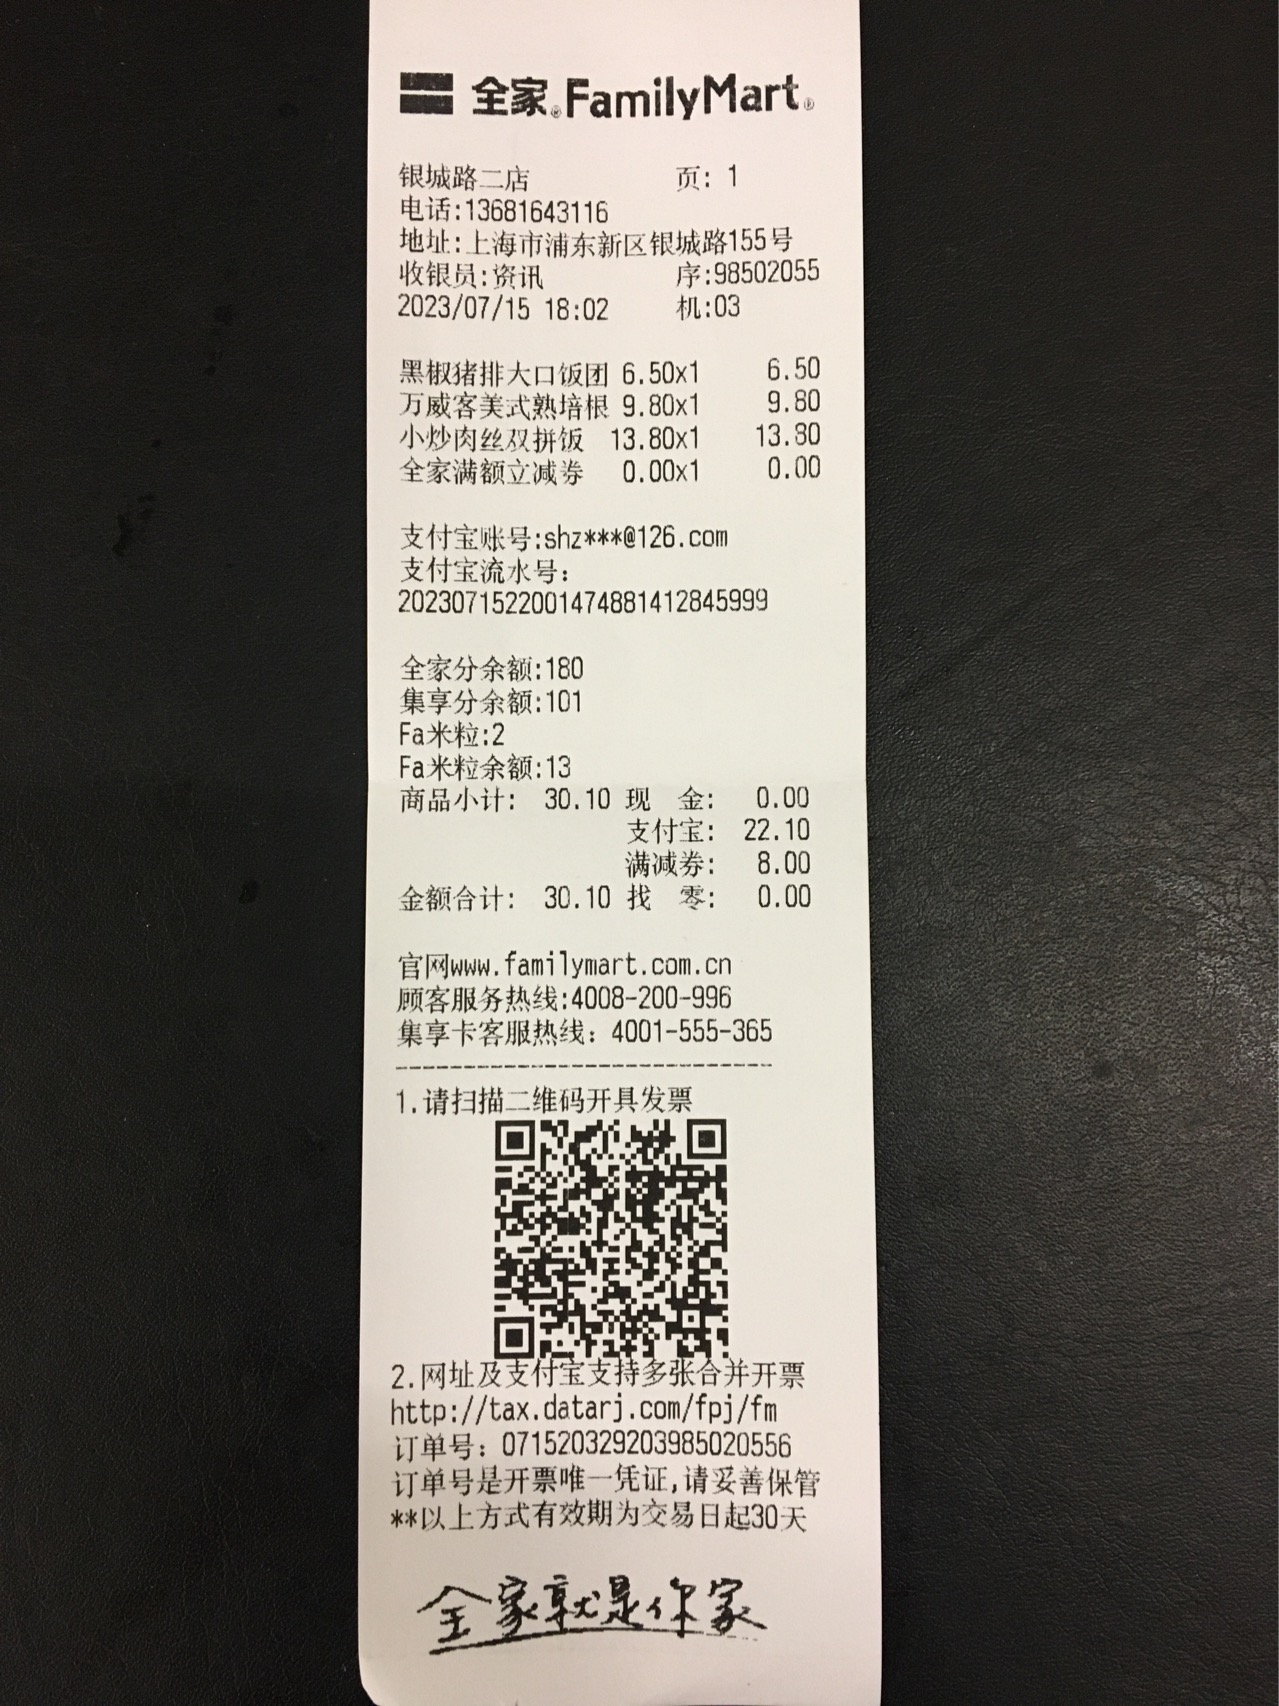 全家®FamilyMart®
银城路二店 页: 1
电话:13681643116
地址:上海市浦东新区银城路155号
收银员:资讯 序:98502055
2023/07/15 18:02 机:03
黑椒猪排大口饭团 6.50x1 6.50
万威客美式熟培根 9.80x1 9.80
小炒肉丝双拼饭 13.80x1 13.80
全家满额立减券 0.00x1 0.00
支付宝账号:shz***@126.com
支付宝流水号:
2023071522001474881412845999
全家分余额:180
集享分余额:101
Fa米粒:2
Fa米粒余额:13
商品小计: 30.10 现 金: 0.00
支付宝: 22.10
满减券: 8.00
金额合计: 30.10 找 零: 0.00
官网www.familymart.com.cn
顾客服务热线:4008-200-996
集享卡客服热线: 4001-555-365
1.请扫描二维码开具发票
2.网址及支付宝支持多张合并开票
http://tax.datarj.com/fpj/fm
订单号: 071520329203985020556
订单号是开票唯一凭证,请妥善保管
**以上方式有效期为交易日起30天
全家就是你家